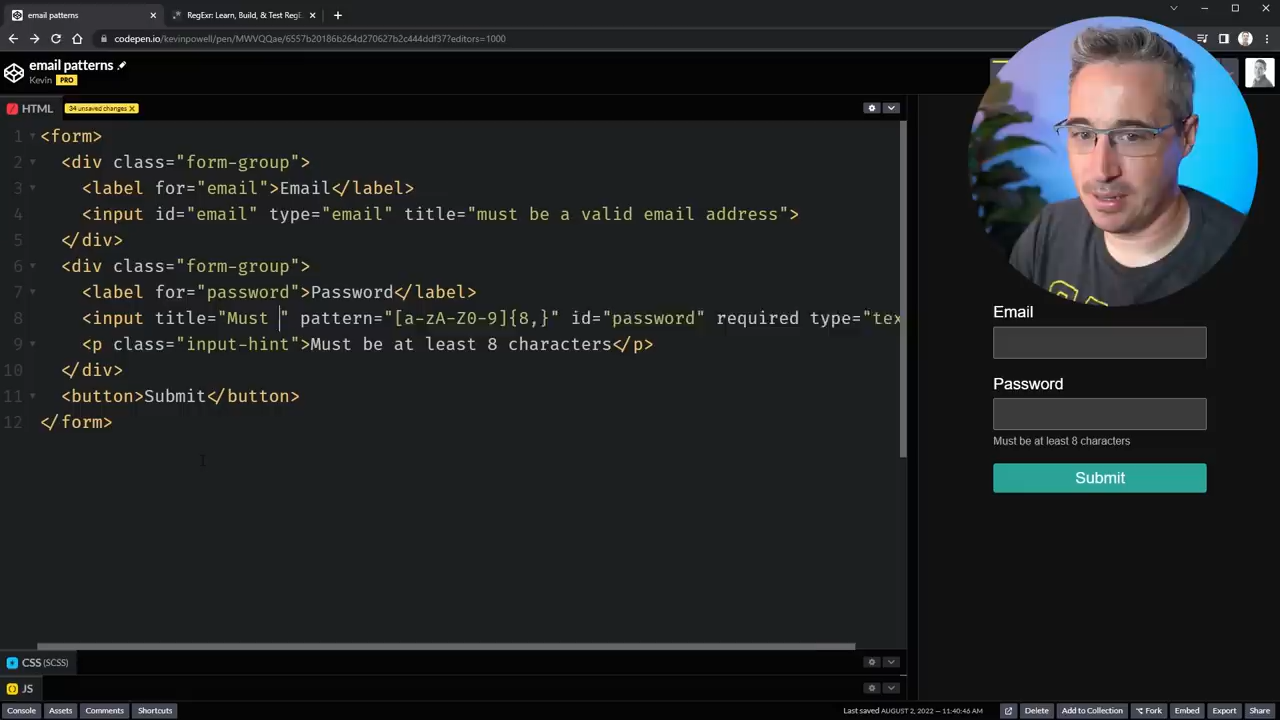 email patterns
RegExr: Learn, Build, & Test RegE
codepen.io/kevinpowell/pen/MWVQQae/6557b20186b264d270627b2c444ddf37?editors=1000
email patterns
Kevin PRO
HTML
34 unsaved changes X
1 <form>
2 <div class="form-group">
3 <label for="email">Email</label>
4 <input id="email" type="email" title="must be a valid email address">
5 </div>
6 <div class="form-group">
7 <label for="password">Password</label>
8 <input title="Must " pattern="[a-zA-Z0-9]{8,}" id="password" required type="tex
9 <p class="input-hint">Must be at least 8 characters</p>
10 </div>
11 <button>Submit</button>
12 </form>
Email
Password
Must be at least 8 characters
Submit
CSS (SCSS)
JS
Console
Assets
Comments
Shortcuts
Last saved AUGUST 2, 2022 — 11:40:46 AM
Delete
Add to Collection
Fork
Embed
Export
Share